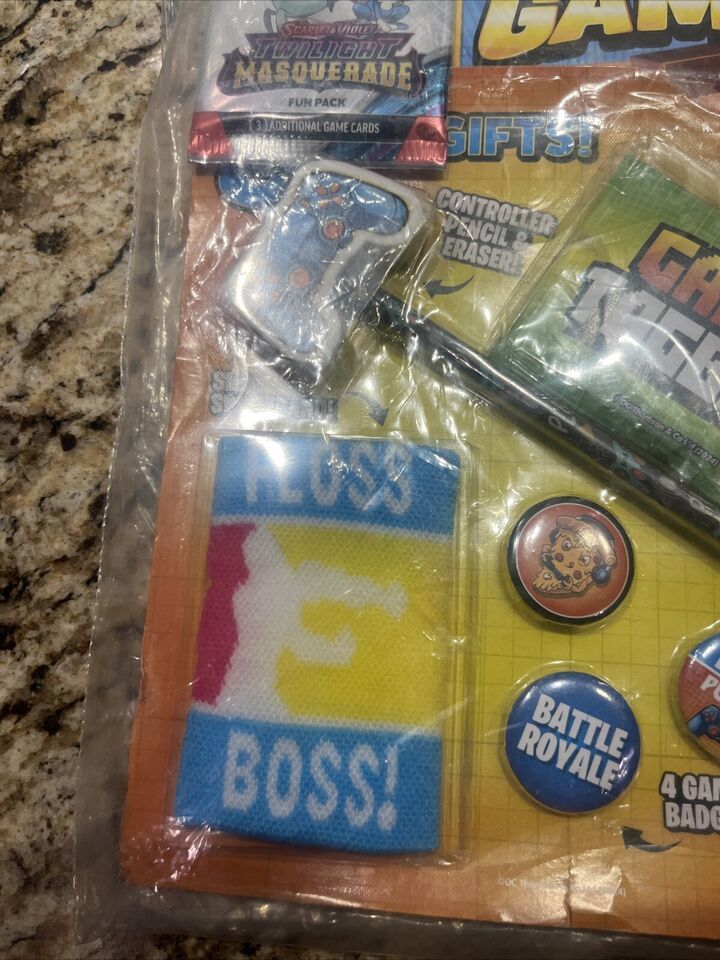 SCARLET & VIOLET
TWILIGHT
MASQUERADE
FUN PACK
3 ADDITIONAL GAME CARDS
GAM
GIFTS!
CONTROLLER
PENCIL &
ERASER!
GA
FLOSS
BOSS!
BATTLE
ROYALE
4 GAM
BADG